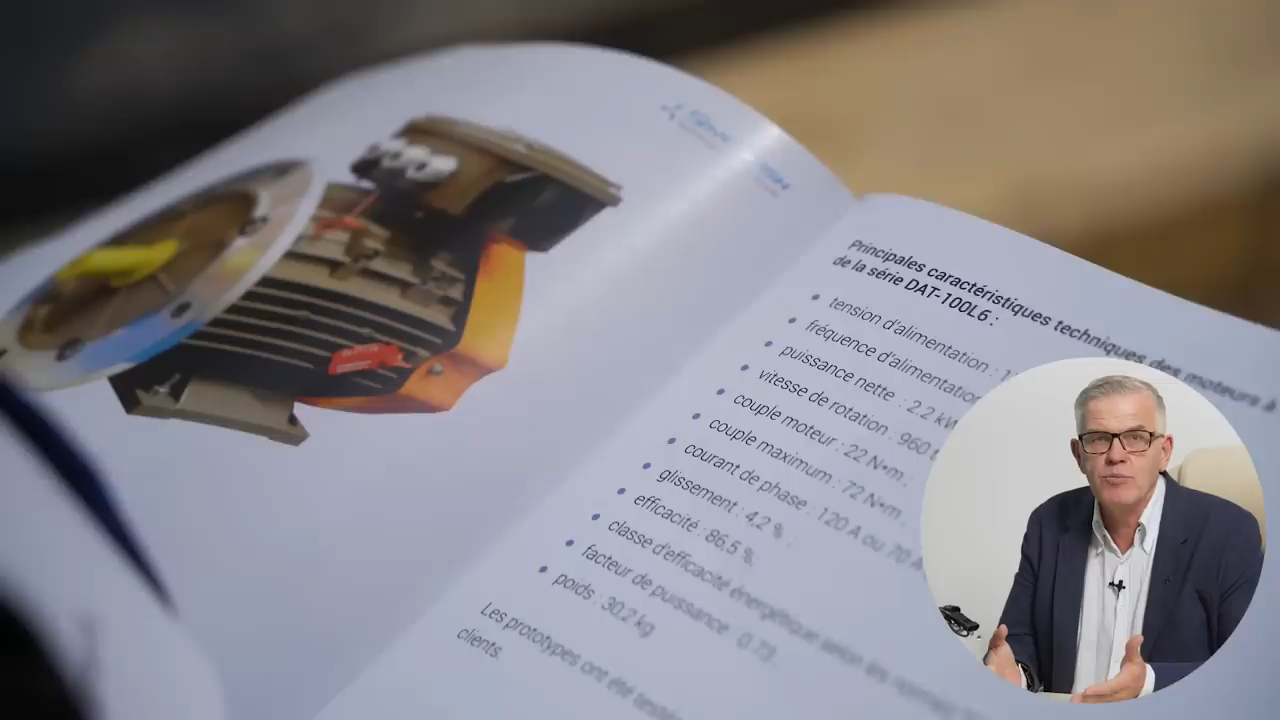 Principales caractéristiques techniques des moteurs à
de la série DAT-100L6 :
tension d'alimentation :
fréquence d'alimentation
puissance nette : 2.2 kW
vitesse de rotation : 960
couple moteur : 22 N•m ;
couple maximum : 72 N•m ;
courant de phase : 120 A ou 70 A
glissement : 4,2 % ;
efficacité : 86,5 %;
classe d'efficacité énergétique selon les normes
facteur de puissance : 0.73 ;
poids : 30.2 kg
Les prototypes ont été
clients.